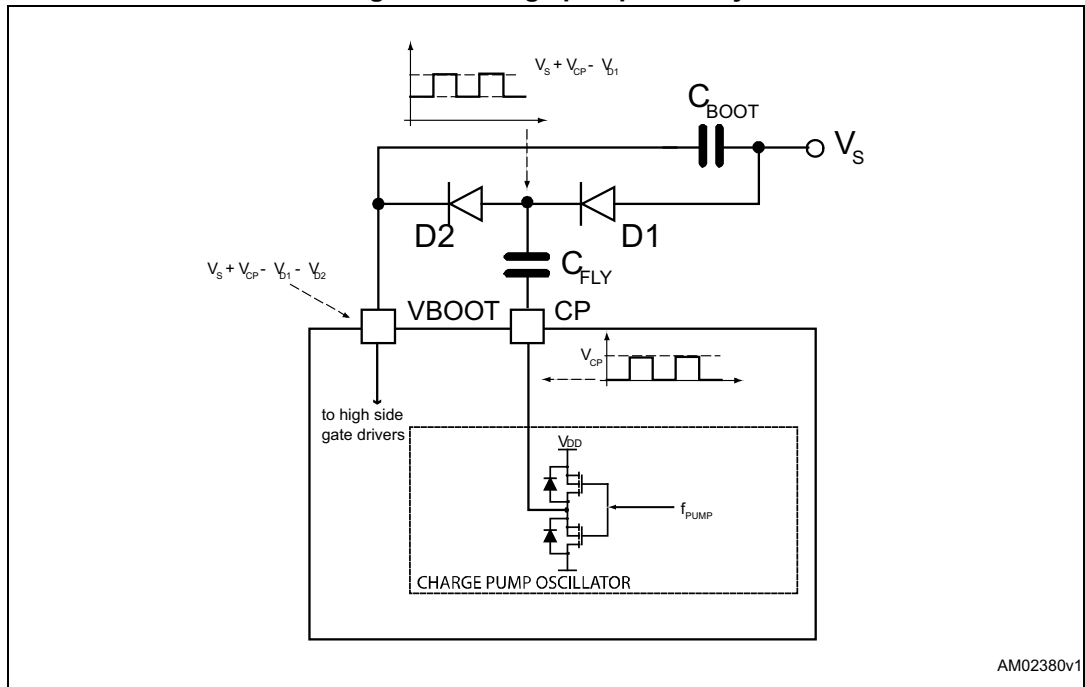 V_S + V_CP - V_D1
C_BOOT
V_S
D2
D1
C_FLY
V_S + V_CP - V_D1 - V_D2
VBOOT
CP
V_CP
to high side
gate drivers
V_DD
f_PUMP
CHARGE PUMP OSCILLATOR
AM02380v1